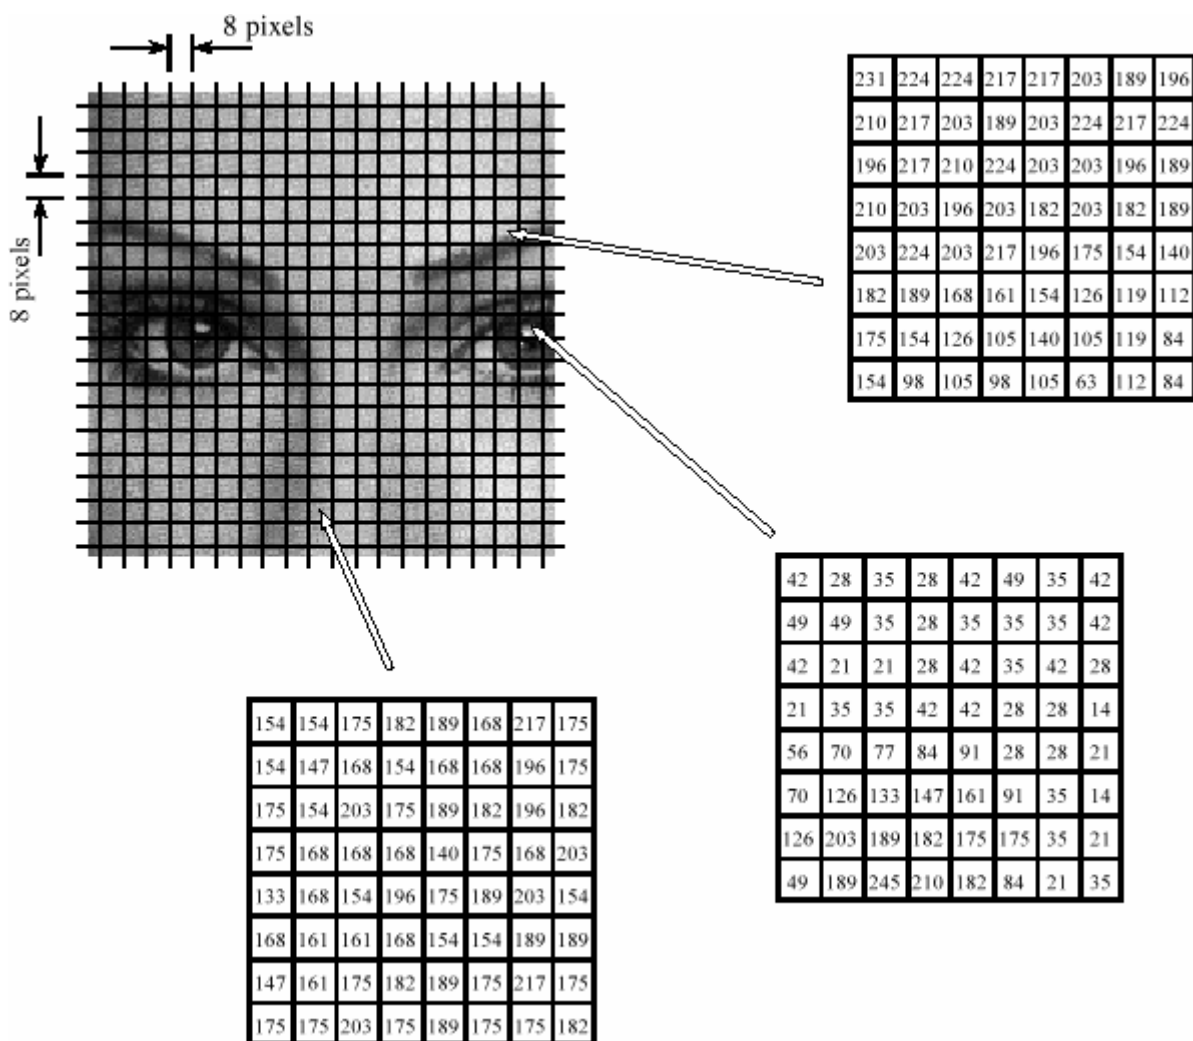 8 pixels
8 pixels
231 224 224 217 217 203 189 196
210 217 203 189 203 224 217 224
196 217 210 224 203 203 196 189
210 203 196 203 182 203 182 189
203 224 203 217 196 175 154 140
182 189 168 161 154 126 119 112
175 154 126 105 140 105 119 84
154 98 105 98 105 63 112 84
42 28 35 28 42 49 35 42
49 49 35 28 35 35 35 42
42 21 21 28 42 35 42 28
21 35 35 42 42 28 28 14
56 70 77 84 91 28 28 21
70 126 133 147 161 91 35 14
126 203 189 182 175 175 35 21
49 189 245 210 182 84 21 35
154 154 175 182 189 168 217 175
154 147 168 154 168 168 196 175
175 154 203 175 189 182 196 182
175 168 168 168 140 175 168 203
133 168 154 196 175 189 203 154
168 161 161 168 154 154 189 189
147 161 175 182 189 175 217 175
175 175 203 175 189 175 175 182